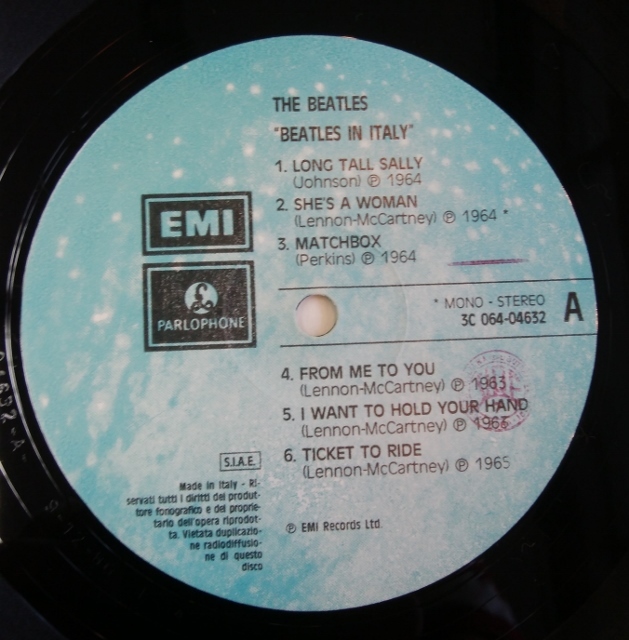 THE BEATLES
"BEATLES IN ITALY"
1. LONG TALL SALLY
(Johnson) ℗ 1964
2. SHE'S A WOMAN
(Lennon-McCartney) ℗ 1964 *
3. MATCHBOX
(Perkins) ℗ 1964
EMI
PARLOPHONE
* MONO - STEREO
3C 064-04632
A
4. FROM ME TO YOU
(Lennon-McCartney) ℗ 1963
5. I WANT TO HOLD YOUR HAND
(Lennon-McCartney) ℗ 1963
6. TICKET TO RIDE
(Lennon-McCartney) ℗ 1965
S.I.A.E.
Made in Italy - Ri-
servati tutti i diritti del produt-
tore fonografico e del proprie-
tario dell'opera riprodot-
ta. Vietata duplicazio-
ne radiodiffusio-
ne di questo
disco
℗ EMI Records Ltd.